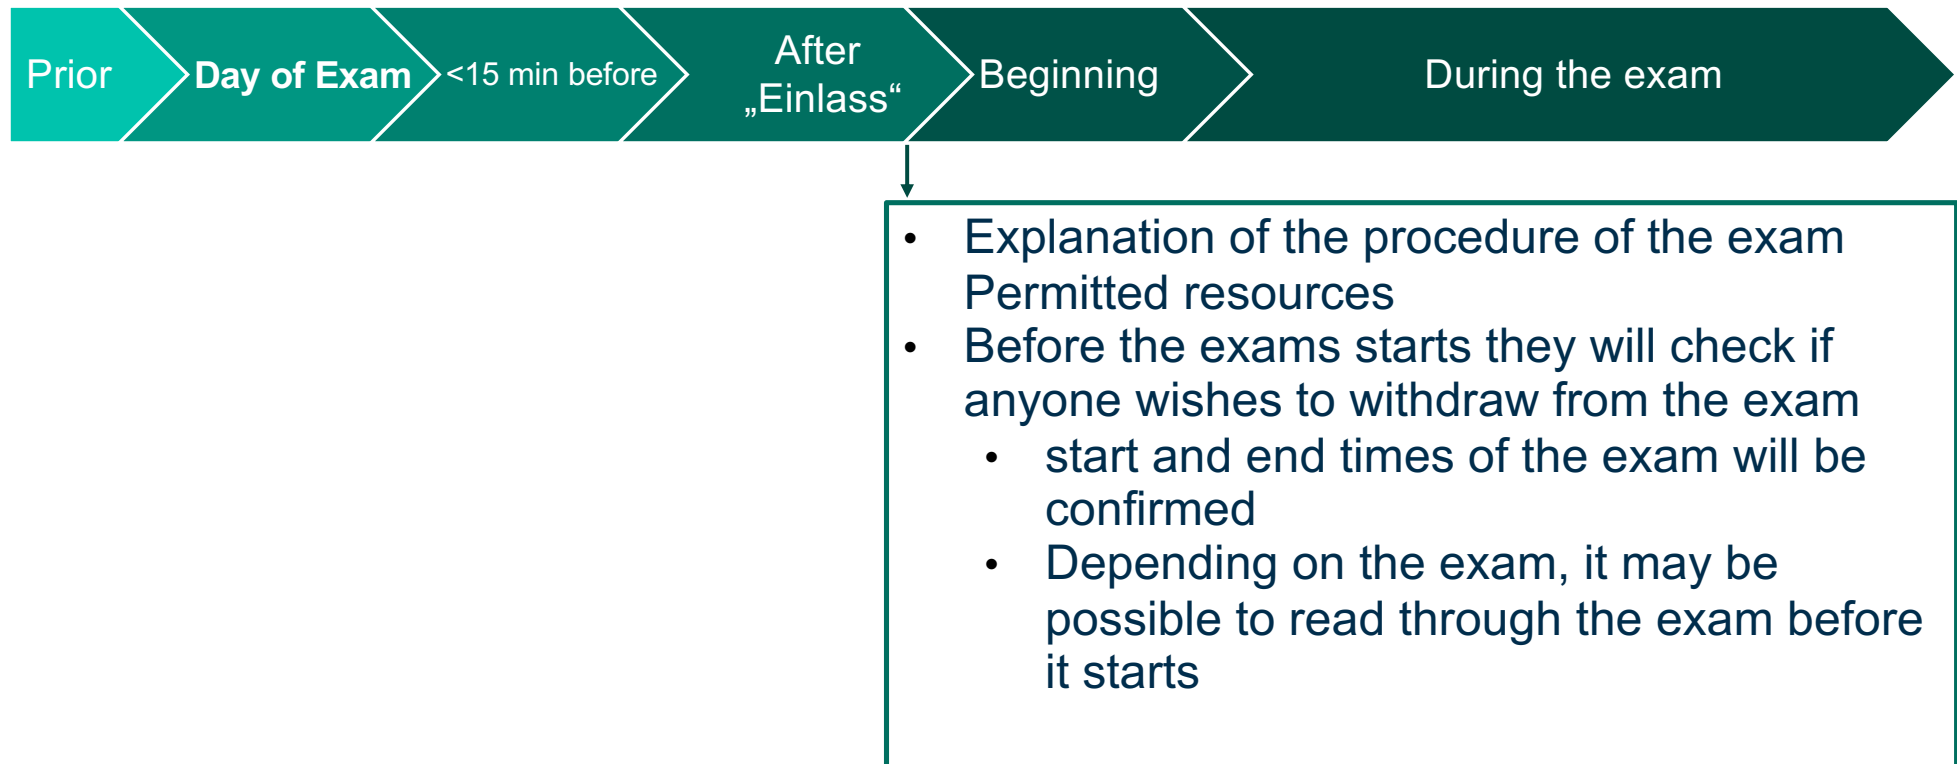 Prior
Day of Exam
<15 min before
After
„Einlass“
Beginning
During the exam
• Explanation of the procedure of the exam
Permitted resources
• Before the exams starts they will check if
anyone wishes to withdraw from the exam
• start and end times of the exam will be
confirmed
• Depending on the exam, it may be
possible to read through the exam before
it starts